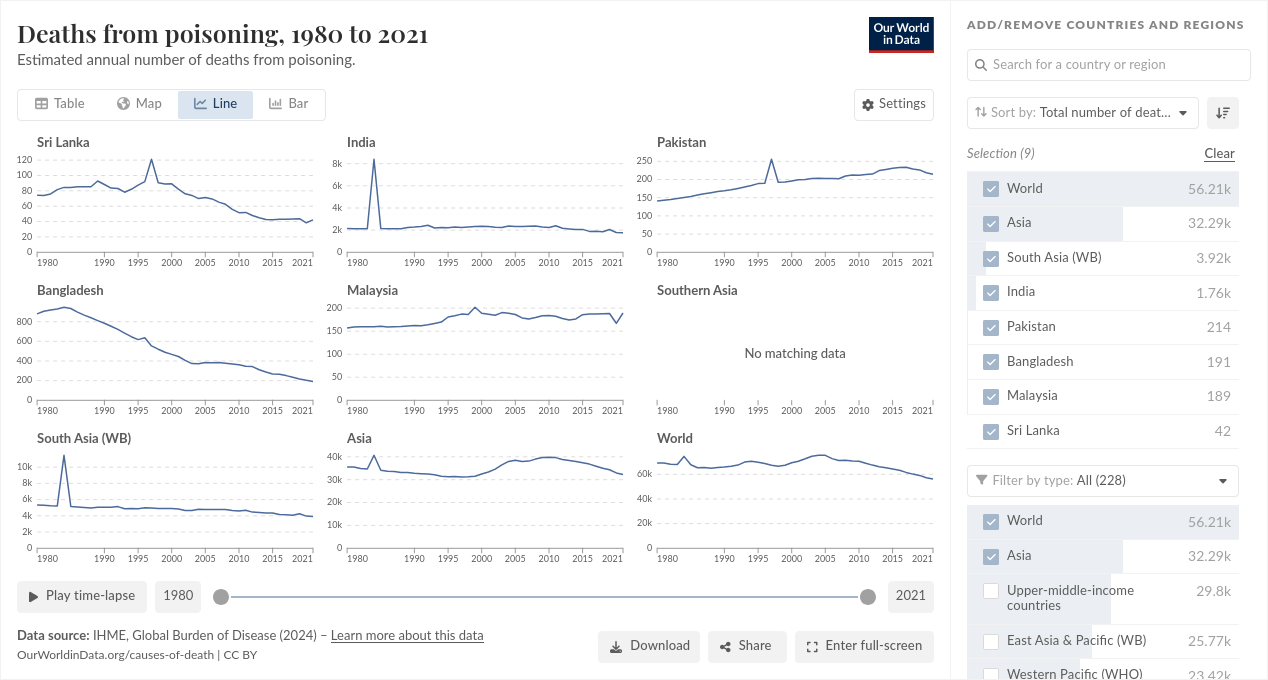 Deaths from poisoning, 1980 to 2021
Estimated annual number of deaths from poisoning.
Our World
in Data
Table
Map
Line
Bar
Settings
Sri Lanka
120
100
80
60
40
20
0
1980
1990
1995
2000
2005
2010
2015
2021
India
8k
6k
4k
2k
0
1980
1990
1995
2000
2005
2010
2015
2021
Pakistan
250
200
150
100
50
0
1980
1990
1995
2000
2005
2010
2015
2021
Bangladesh
800
600
400
200
0
1980
1990
1995
2000
2005
2010
2015
2021
Malaysia
200
150
100
50
0
1980
1990
1995
2000
2005
2010
2015
2021
Southern Asia
No matching data
1980
1990
1995
2000
2005
2010
2015
2021
South Asia (WB)
10k
8k
6k
4k
2k
0
1980
1990
1995
2000
2005
2010
2015
2021
Asia
40k
30k
20k
10k
0
1980
1990
1995
2000
2005
2010
2015
2021
World
60k
40k
20k
0
1980
1990
1995
2000
2005
2010
2015
2021
Play time-lapse
1980
2021
Data source: IHME, Global Burden of Disease (2024) – Learn more about this data
OurWorldinData.org/causes-of-death | CC BY
Download
Share
Enter full-screen
ADD/REMOVE COUNTRIES AND REGIONS
Search for a country or region
Sort by: Total number of deat...
Selection (9)
Clear
World 56.21k
Asia 32.29k
South Asia (WB) 3.92k
India 1.76k
Pakistan 214
Bangladesh 191
Malaysia 189
Sri Lanka 42
Filter by type: All (228)
World 56.21k
Asia 32.29k
Upper-middle-income 29.8k
countries
East Asia & Pacific (WB) 25.77k
Western Pacific (WHO) 23.42k